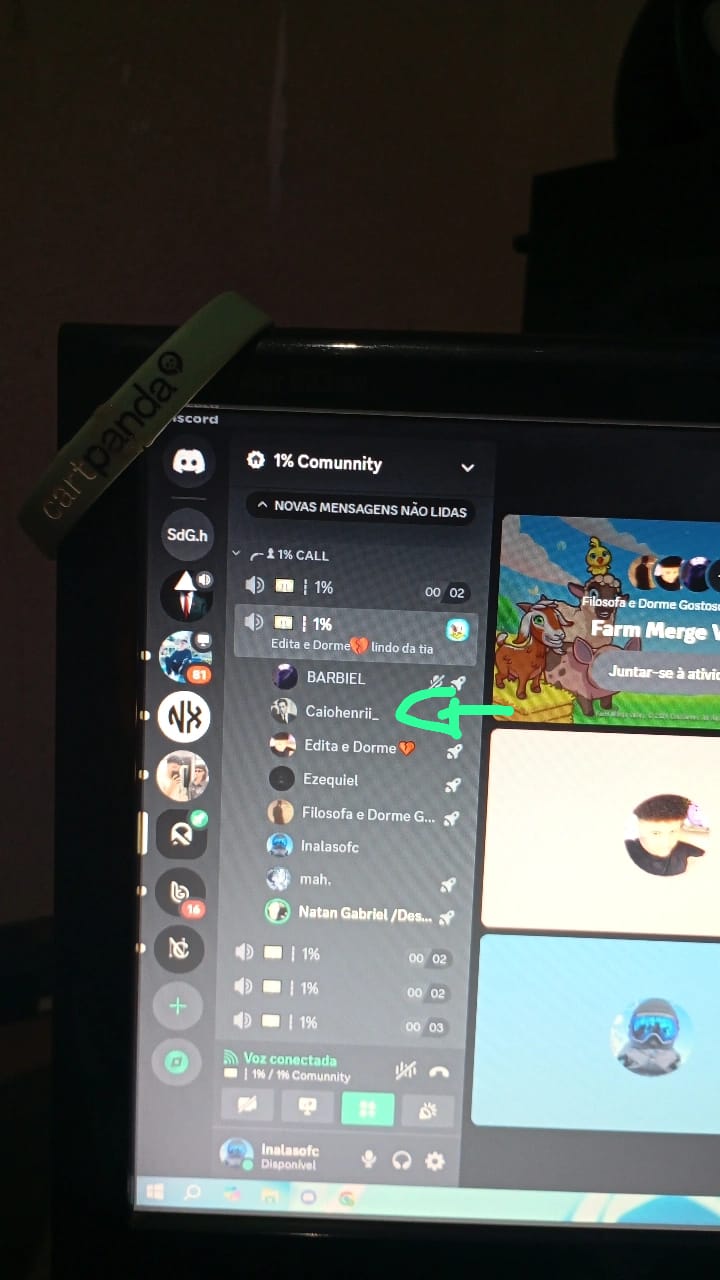 cartpanda
iscord
1% Comunnity
NOVAS MENSAGENS NÃO LIDAS
SdG.h
1% CALL
1% 00 02
1%
Edita e Dorme💔 lindo da tia
81
BARBIEL
Caiohenrii_
Edita e Dorme💔
Ezequiel
Filosofa e Dorme G...
Inalasofc
16
mah.
Natan Gabriel /Des...
1% 00 02
1% 00 02
1% 00 03
Voz conectada
| 1% / 1% Comunnity
Inalasofc
Disponível
Filosofa e Dorme Gostos
Farm Merge V
Juntar-se à ativid